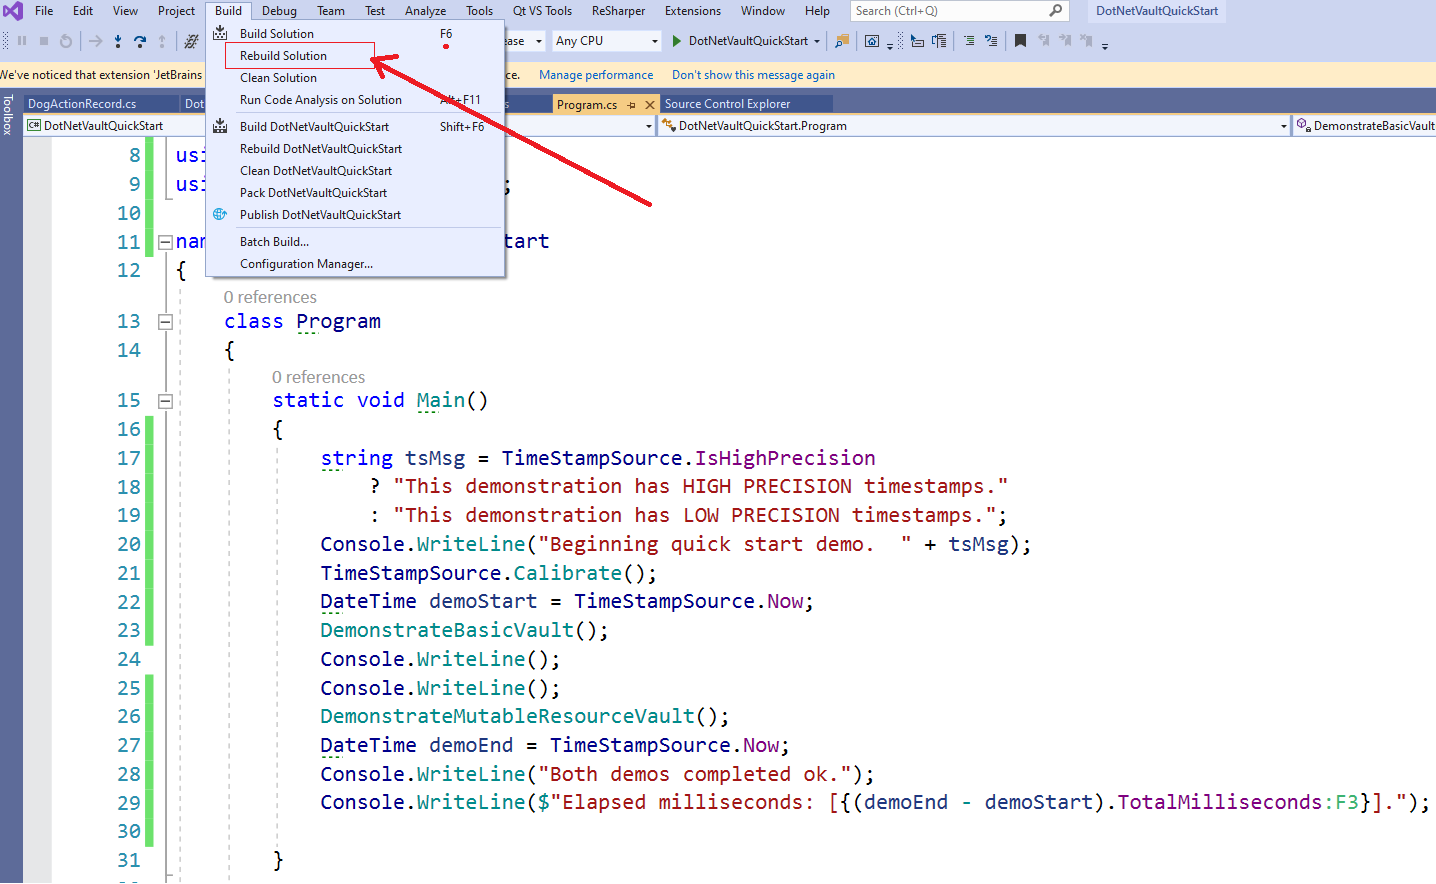 File Edit View Project Build Debug Team Test Analyze Tools Qt VS Tools ReSharper Extensions Window Help Search (Ctrl+Q) DotNetVaultQuickStart
ease Any CPU DotNetVaultQuickStart
We've noticed that extension 'JetBrains ce. Manage performance Don't show this message again
Toolbox
DogActionRecord.cs Dot s Program.cs Source Control Explorer
C# DotNetVaultQuickStart DotNetVaultQuickStart.Program DemonstrateBasicVault
Build Solution F6
Rebuild Solution
Clean Solution
Run Code Analysis on Solution Alt+F11
Build DotNetVaultQuickStart Shift+F6
Rebuild DotNetVaultQuickStart
Clean DotNetVaultQuickStart
Pack DotNetVaultQuickStart
Publish DotNetVaultQuickStart
Batch Build...
Configuration Manager...
8 usi
9 usi ;
10
11 nam tart
12 {
0 references
13 class Program
14 {
0 references
15 static void Main()
16 {
17 string tsMsg = TimeStampSource.IsHighPrecision
18 ? "This demonstration has HIGH PRECISION timestamps."
19 : "This demonstration has LOW PRECISION timestamps.";
20 Console.WriteLine("Beginning quick start demo.  " + tsMsg);
21 TimeStampSource.Calibrate();
22 DateTime demoStart = TimeStampSource.Now;
23 DemonstrateBasicVault();
24 Console.WriteLine();
25 Console.WriteLine();
26 DemonstrateMutableResourceVault();
27 DateTime demoEnd = TimeStampSource.Now;
28 Console.WriteLine("Both demos completed ok.");
29 Console.WriteLine($"Elapsed milliseconds: [{(demoEnd - demoStart).TotalMilliseconds:F3}].");
30
31 }